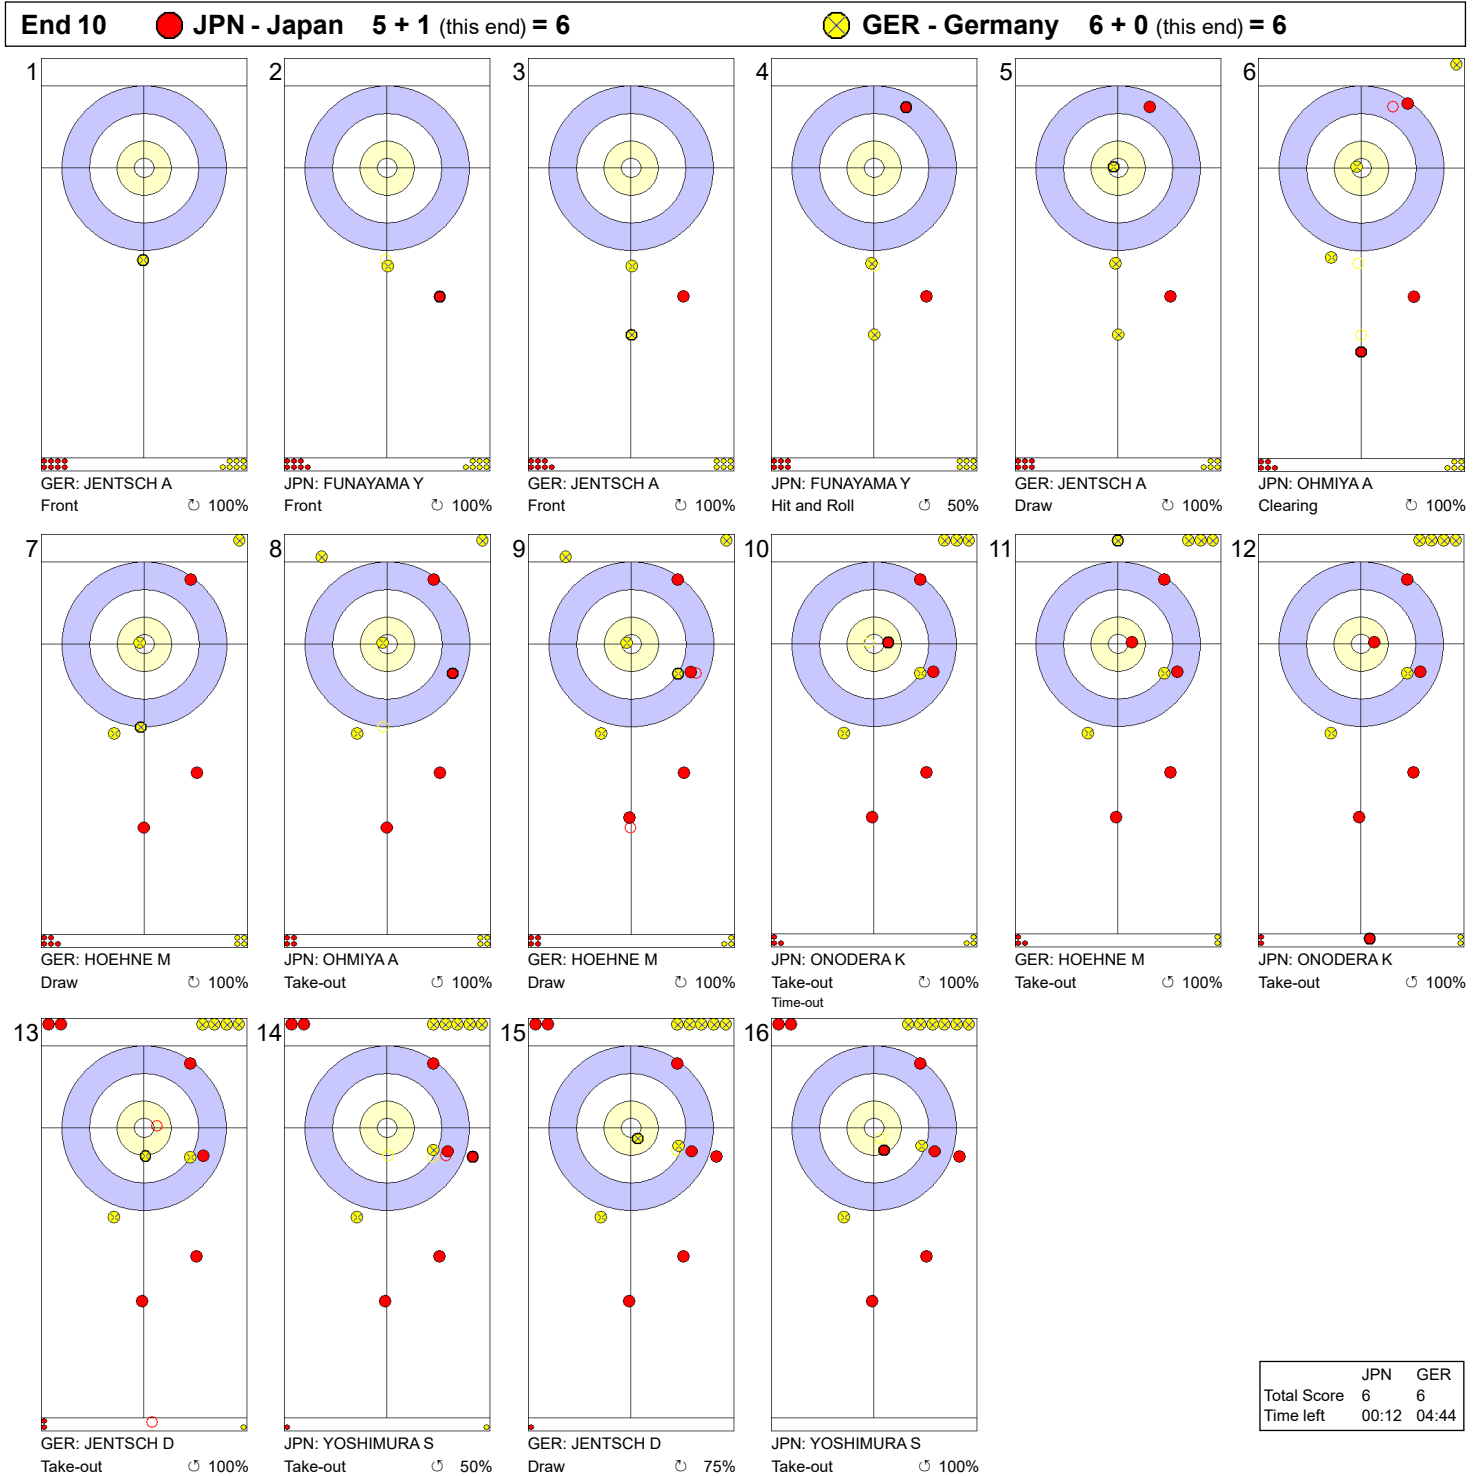 End 10 JPN - Japan 5 + 1 (this end) = 6 GER - Germany 6 + 0 (this end) = 6
1 2 3 4 5 6
GER: JENTSCH A JPN: FUNAYAMA Y GER: JENTSCH A JPN: FUNAYAMA Y GER: JENTSCH A JPN: OHMIYA A
Front ↻ 100% Front ↻ 100% Front ↻ 100% Hit and Roll ↺ 50% Draw ↻ 100% Clearing ↻ 100%
7 8 9 10 11 12
GER: HOEHNE M JPN: OHMIYA A GER: HOEHNE M JPN: ONODERA K GER: HOEHNE M JPN: ONODERA K
Draw ↻ 100% Take-out ↺ 100% Draw ↻ 100% Take-out ↻ 100% Take-out ↻ 100% Take-out ↻ 100%
Time-out
13 14 15 16
GER: JENTSCH D JPN: YOSHIMURA S GER: JENTSCH D JPN: YOSHIMURA S
Take-out ↺ 100% Take-out ↺ 50% Draw ↻ 75% Take-out ↺ 100%
JPN GER
Total Score 6 6
Time left 00:12 04:44